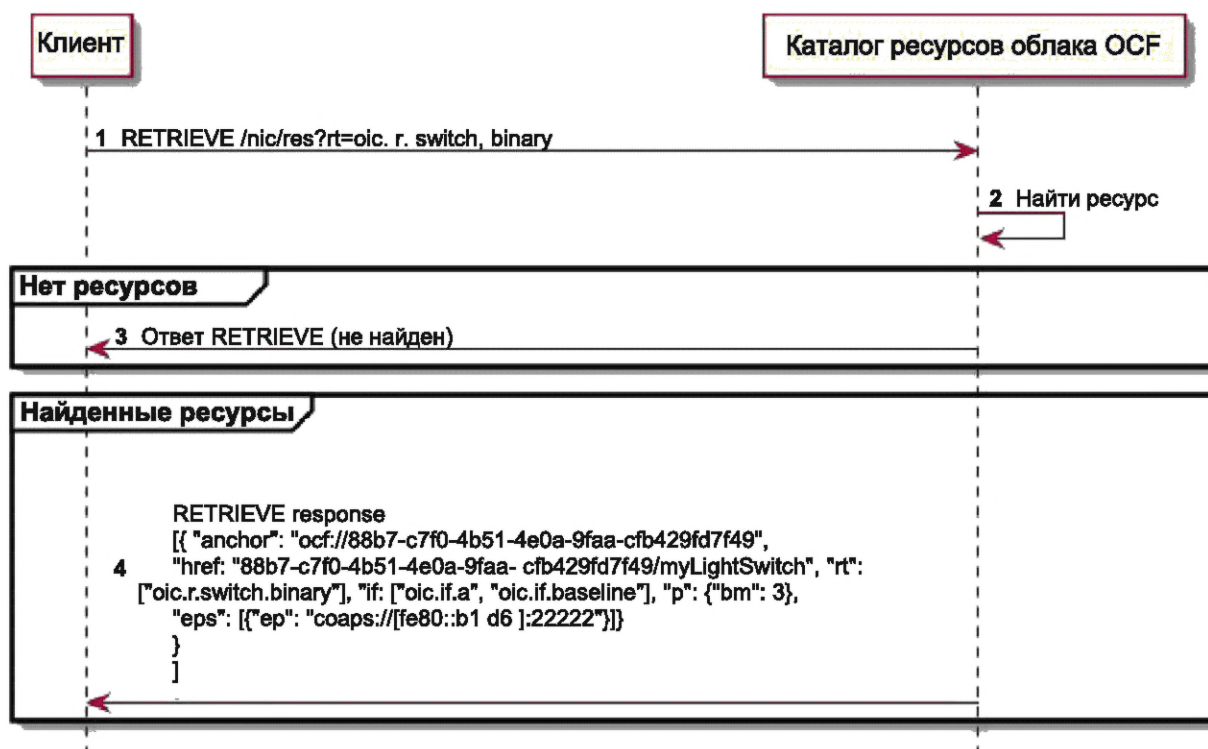 Клиент
Каталог ресурсов облака OCF
1 RETRIEVE /nic/res?rt=oic. r. switch, binary
2 Найти ресурс
Нет ресурсов
3 Ответ RETRIEVE (не найден)
Найденные ресурсы
RETRIEVE response
[{ "anchor": "ocf://88b7-c7f0-4b51-4e0a-9faa-cfb429fd7f49",
4 "href: "88b7-c7f0-4b51-4e0a-9faa- cfb429fd7f49/myLightSwitch", "rt":
["oic.r.switch.binary"], "if: ["oic.if.a", "oic.if.baseline"], "p": {"bm": 3},
"eps": [{"ep": "coaps://[fe80::b1 d6 ]:22222"}]}
}
]